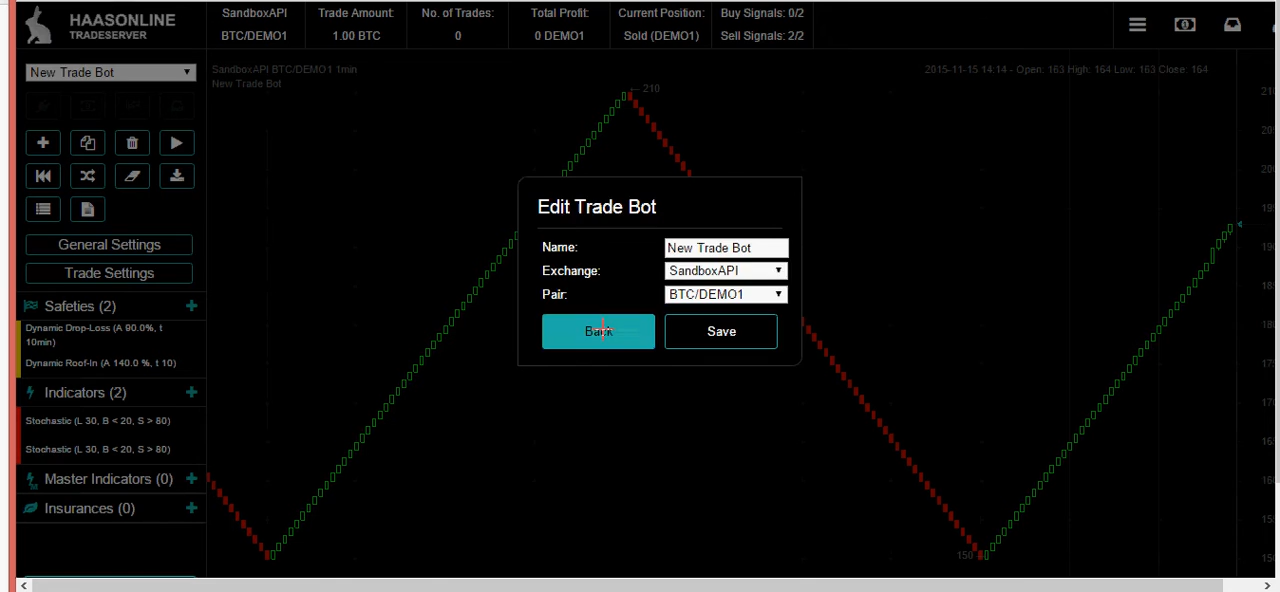 HAASONLINE
TRADESERVER
SandboxAPI
BTC/DEMO1
Trade Amount:
1.00 BTC
No. of Trades:
0
Total Profit:
0 DEMO1
Current Position:
Sold (DEMO1)
Buy Signals: 0/2
Sell Signals: 2/2
New Trade Bot
SandboxAPI BTC/DEMO1 1min
New Trade Bot
2015-11-15 14:14 - Open: 163 High: 164 Low: 163 Close: 164
General Settings
Trade Settings
Safeties (2)
Dynamic Drop-Loss (A 90.0%, t
10min)
Dynamic Roof-In (A 140.0 %, t 10)
Indicators (2)
Stochastic (L 30, B < 20, S > 80)
Stochastic (L 30, B < 20, S > 80)
Master Indicators (0)
Insurances (0)
210
150
Edit Trade Bot
Name:
New Trade Bot
Exchange:
SandboxAPI
Pair:
BTC/DEMO1
Back
Save